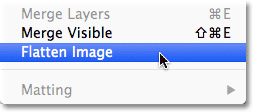 Merge Layers ⌘E
Merge Visible ⇧⌘E
Flatten Image
Matting